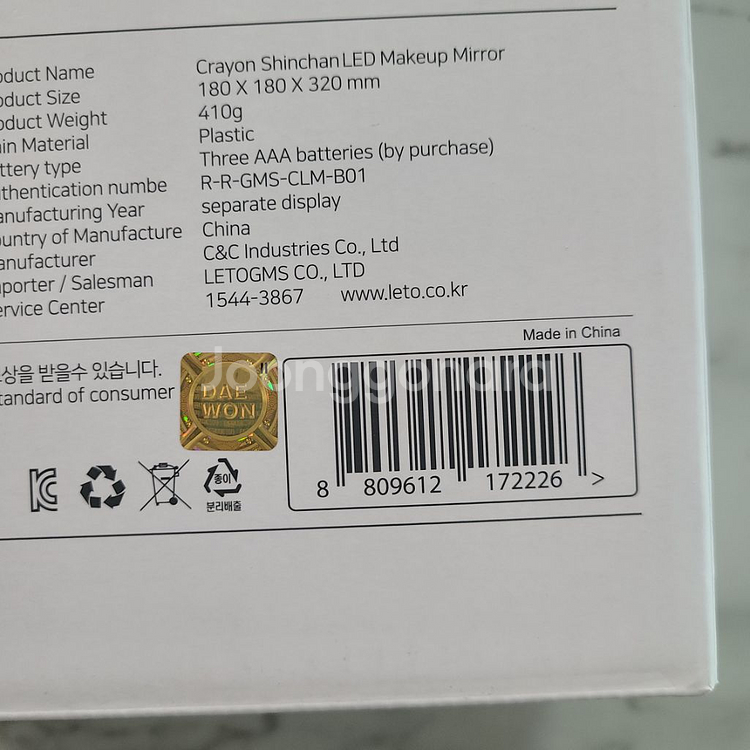 oduct Name Crayon Shinchan LED Makeup Mirror
oduct Size 180 X 180 X 320 mm
oduct Weight 410g
in Material Plastic
ttery type Three AAA batteries (by purchase)
thentication numbe R-R-GMS-CLM-B01
anufacturing Year separate display
ountry of Manufacture China
anufacturer C&C Industries Co., Ltd
porter / Salesman LETOGMS CO., LTD
ervice Center 1544-3867 www.leto.co.kr
Made in China
상을 받을수 있습니다.
tandard of consumer
DAE
WON
Joonggonara
종이
분리배출
8 809612 172226 >